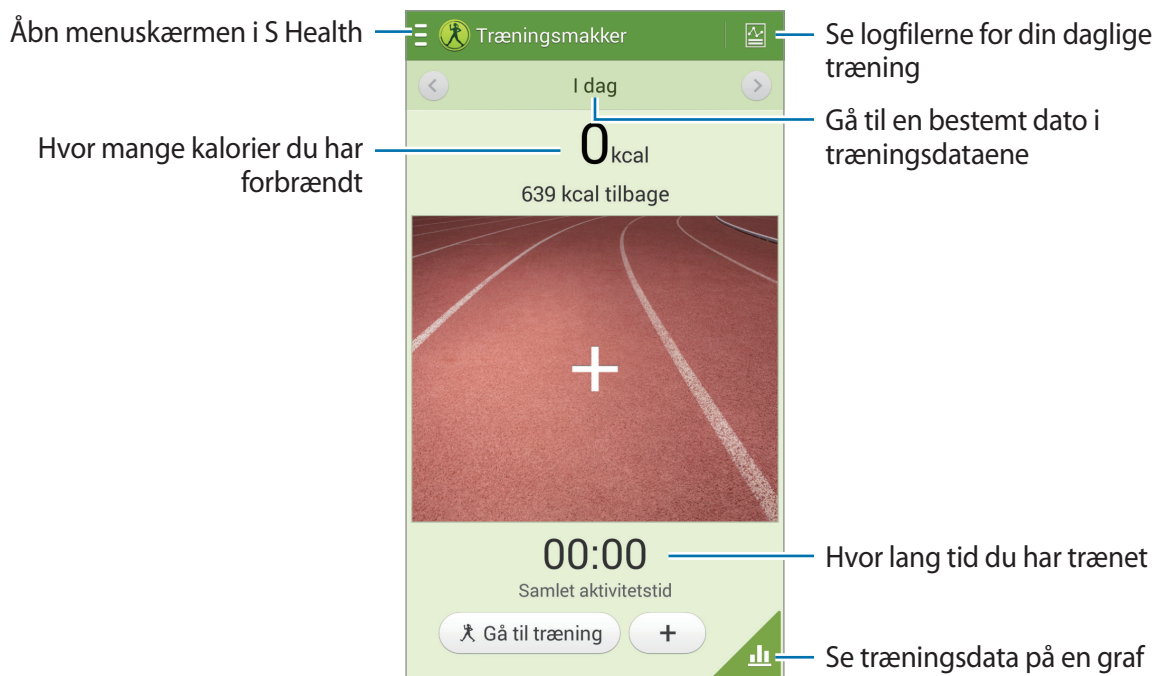 Åbn menuskærmen i S Health
Træningsmakker
Se logfilerne for din daglige
træning
I dag
Gå til en bestemt dato i
træningsdataene
Hvor mange kalorier du har
forbrændt
0 kcal
639 kcal tilbage
00:00
Hvor lang tid du har trænet
Samlet aktivitetstid
Gå til træning
+
Se træningsdata på en graf